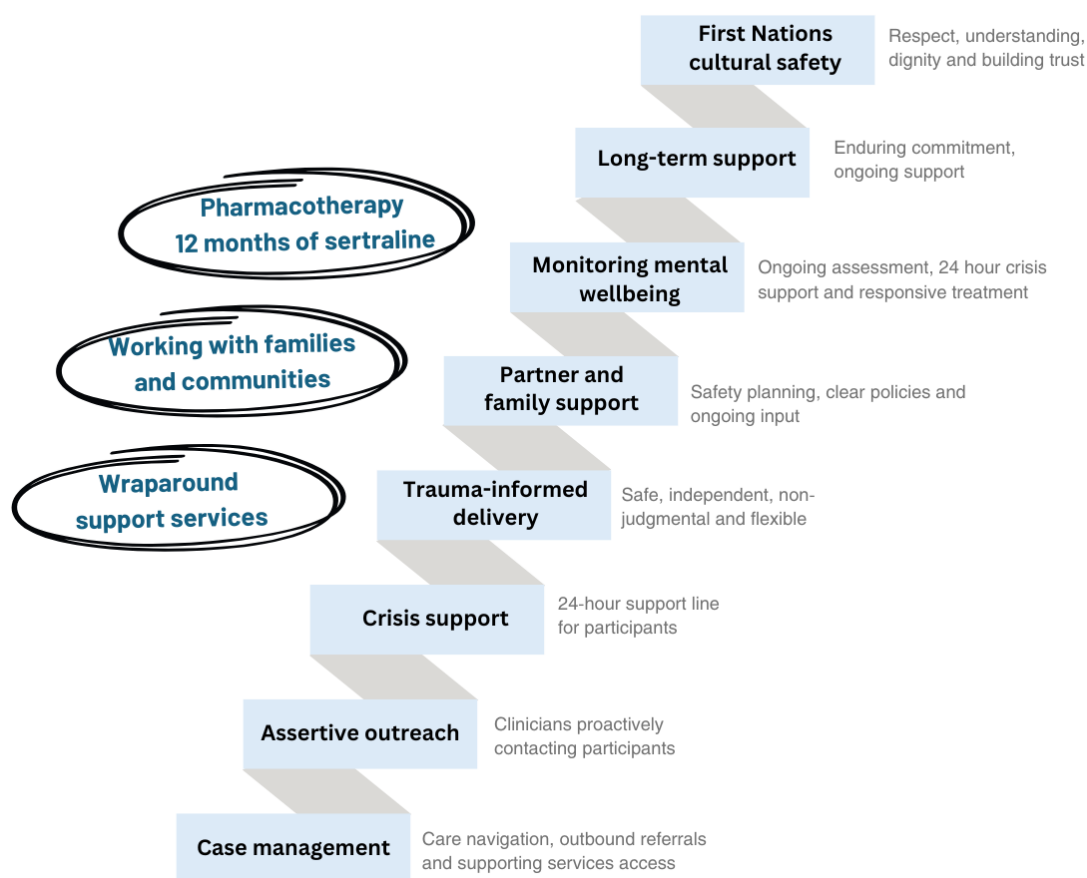 First Nations
cultural safety
Respect, understanding,
dignity and building trust
Long-term support
Enduring commitment,
ongoing support
Pharmacotherapy
12 months of sertraline
Monitoring mental
wellbeing
Ongoing assessment, 24 hour crisis
support and responsive treatment
Working with families
and communities
Partner and
family support
Safety planning, clear policies and
ongoing input
Wraparound
support services
Trauma-informed
delivery
Safe, independent, non-
judgmental and flexible
Crisis support
24-hour support line
for participants
Assertive outreach
Clinicians proactively
contacting participants
Case management
Care navigation, outbound referrals
and supporting services access